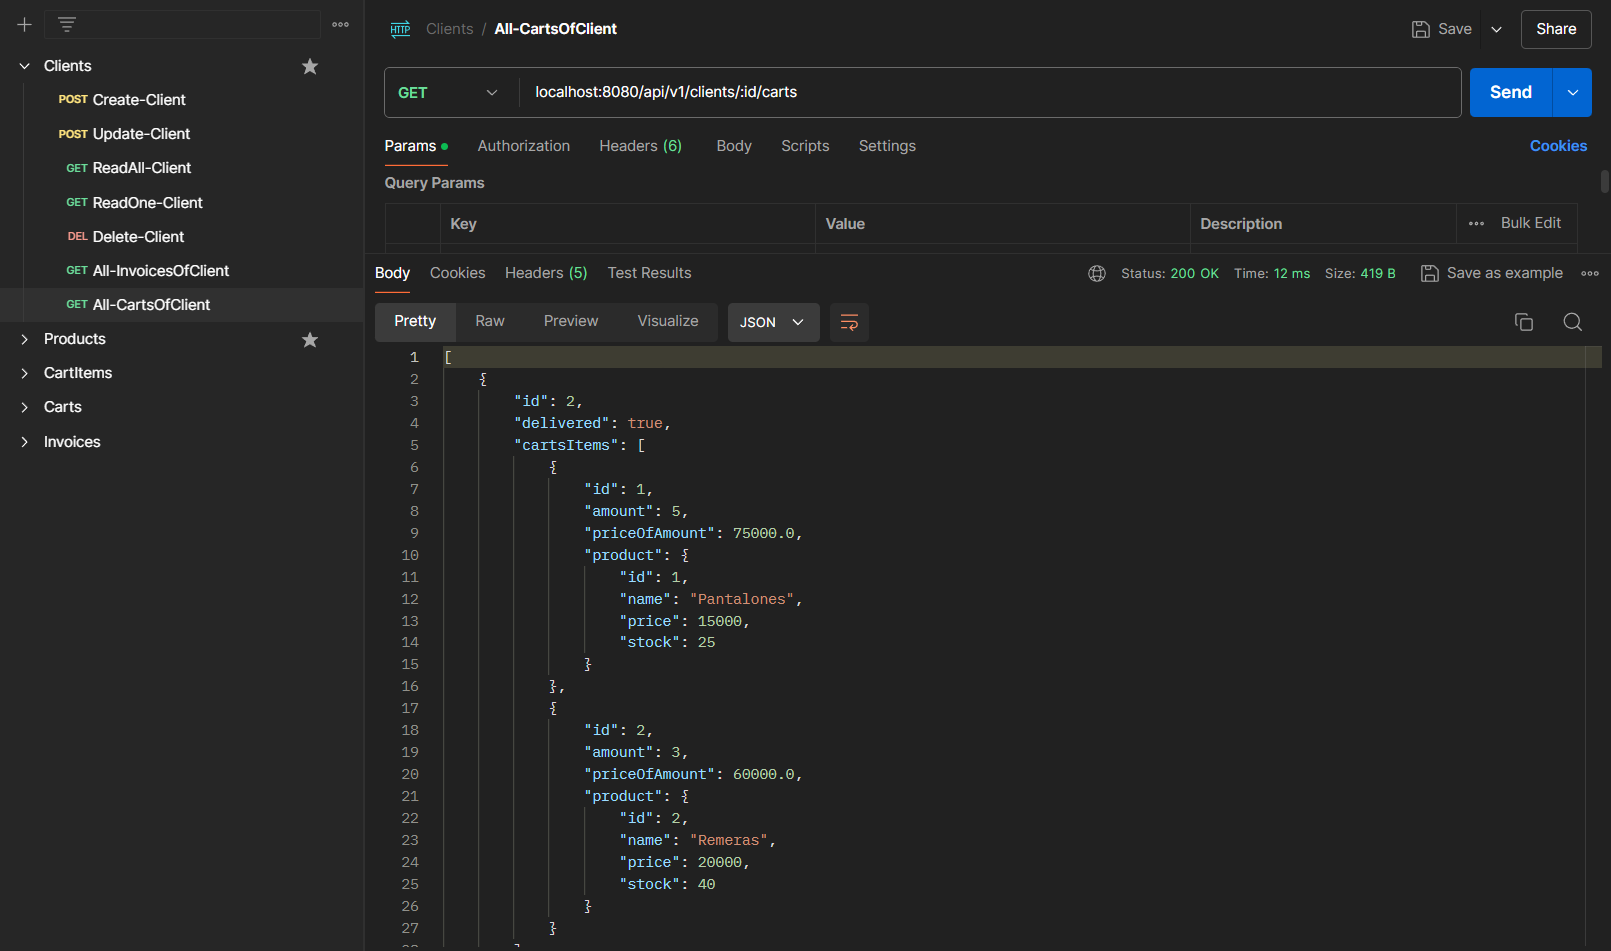 Clients
POST Create-Client
POST Update-Client
GET ReadAll-Client
GET ReadOne-Client
DEL Delete-Client
GET All-InvoicesOfClient
GET All-CartsOfClient
Products
CartItems
Carts
Invoices
HTTP Clients / All-CartsOfClient
Save
Share
GET localhost:8080/api/v1/clients/:id/carts
Send
Params Authorization Headers (6) Body Scripts Settings
Cookies
Query Params
Key Value Description Bulk Edit
Body Cookies Headers (5) Test Results
Status: 200 OK Time: 12 ms Size: 419 B Save as example
Pretty Raw Preview Visualize JSON
1 [
2 {
3 "id": 2,
4 "delivered": true,
5 "cartsItems": [
6 {
7 "id": 1,
8 "amount": 5,
9 "priceOfAmount": 75000.0,
10 "product": {
11 "id": 1,
12 "name": "Pantalones",
13 "price": 15000,
14 "stock": 25
15 }
16 },
17 {
18 "id": 2,
19 "amount": 3,
20 "priceOfAmount": 60000.0,
21 "product": {
22 "id": 2,
23 "name": "Remeras",
24 "price": 20000,
25 "stock": 40
26 }
27 }